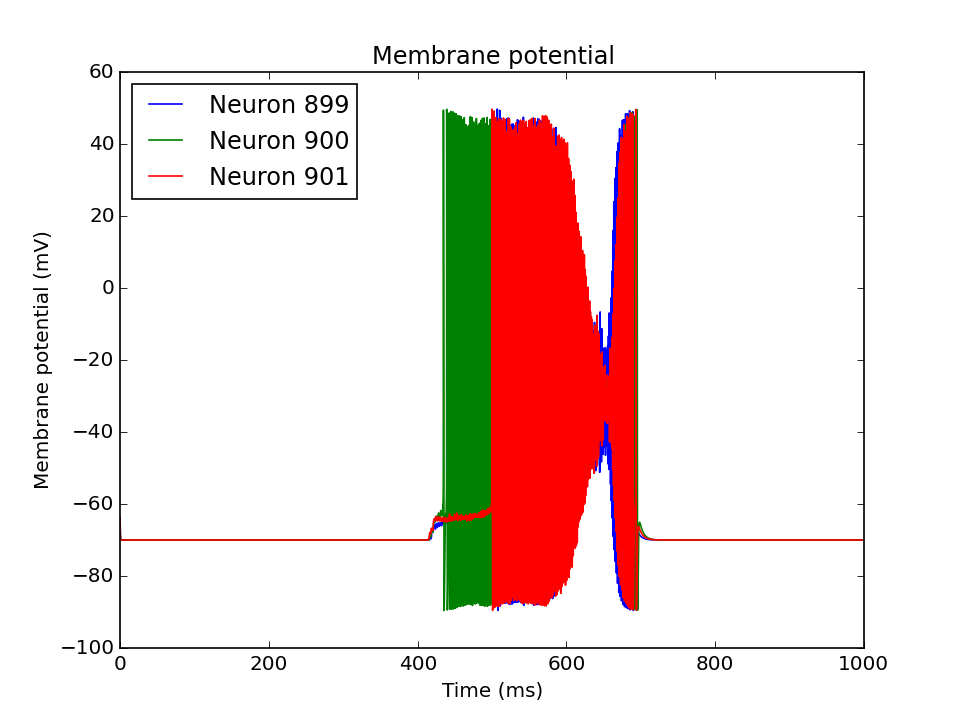 Membrane potential
60
40
20
0
−20
−40
−60
−80
−100
Membrane potential (mV)
Neuron 899
Neuron 900
Neuron 901
0 200 400 600 800 1000
Time (ms)